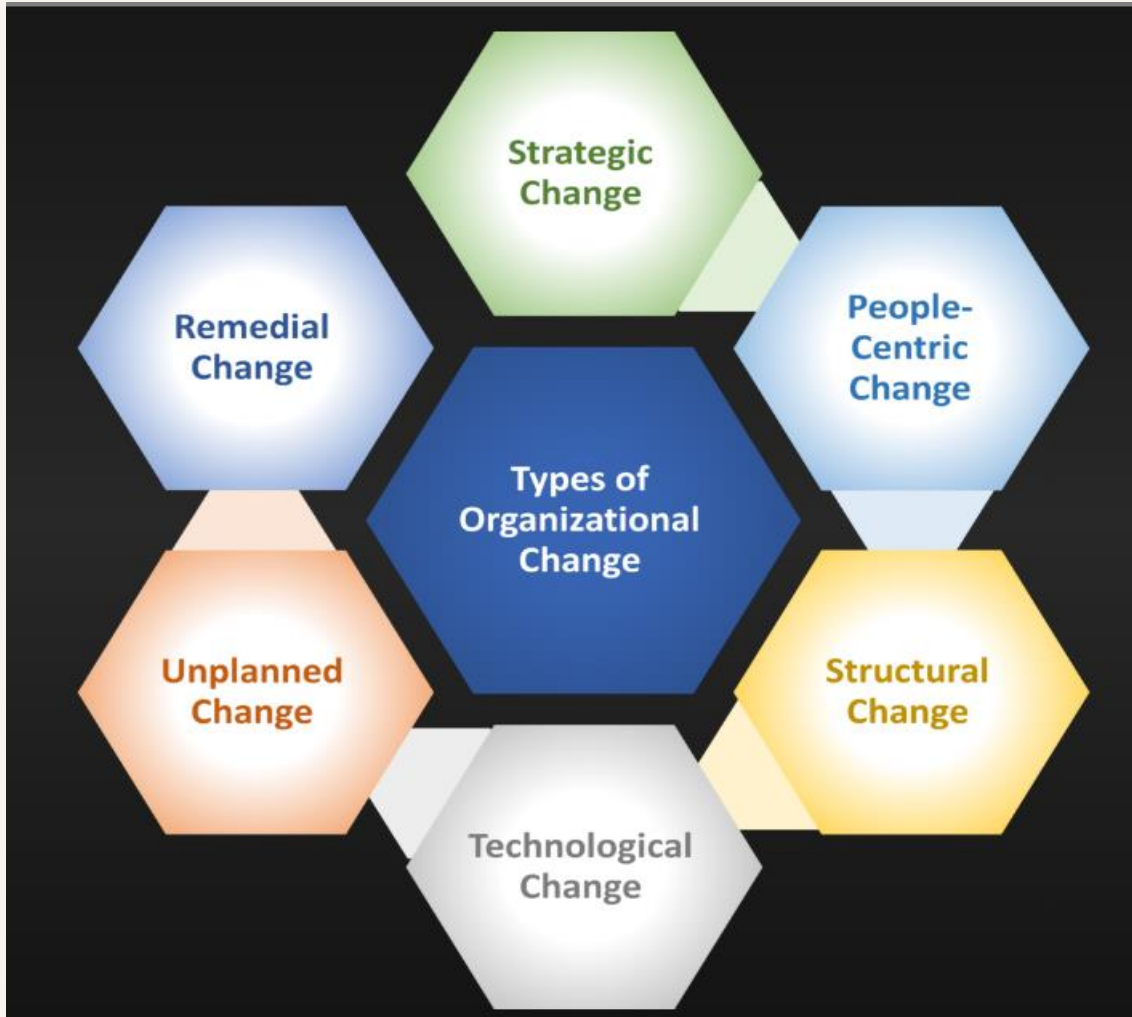 Strategic
Change
People-
Centric
Change
Structural
Change
Technological
Change
Unplanned
Change
Remedial
Change
Types of
Organizational
Change